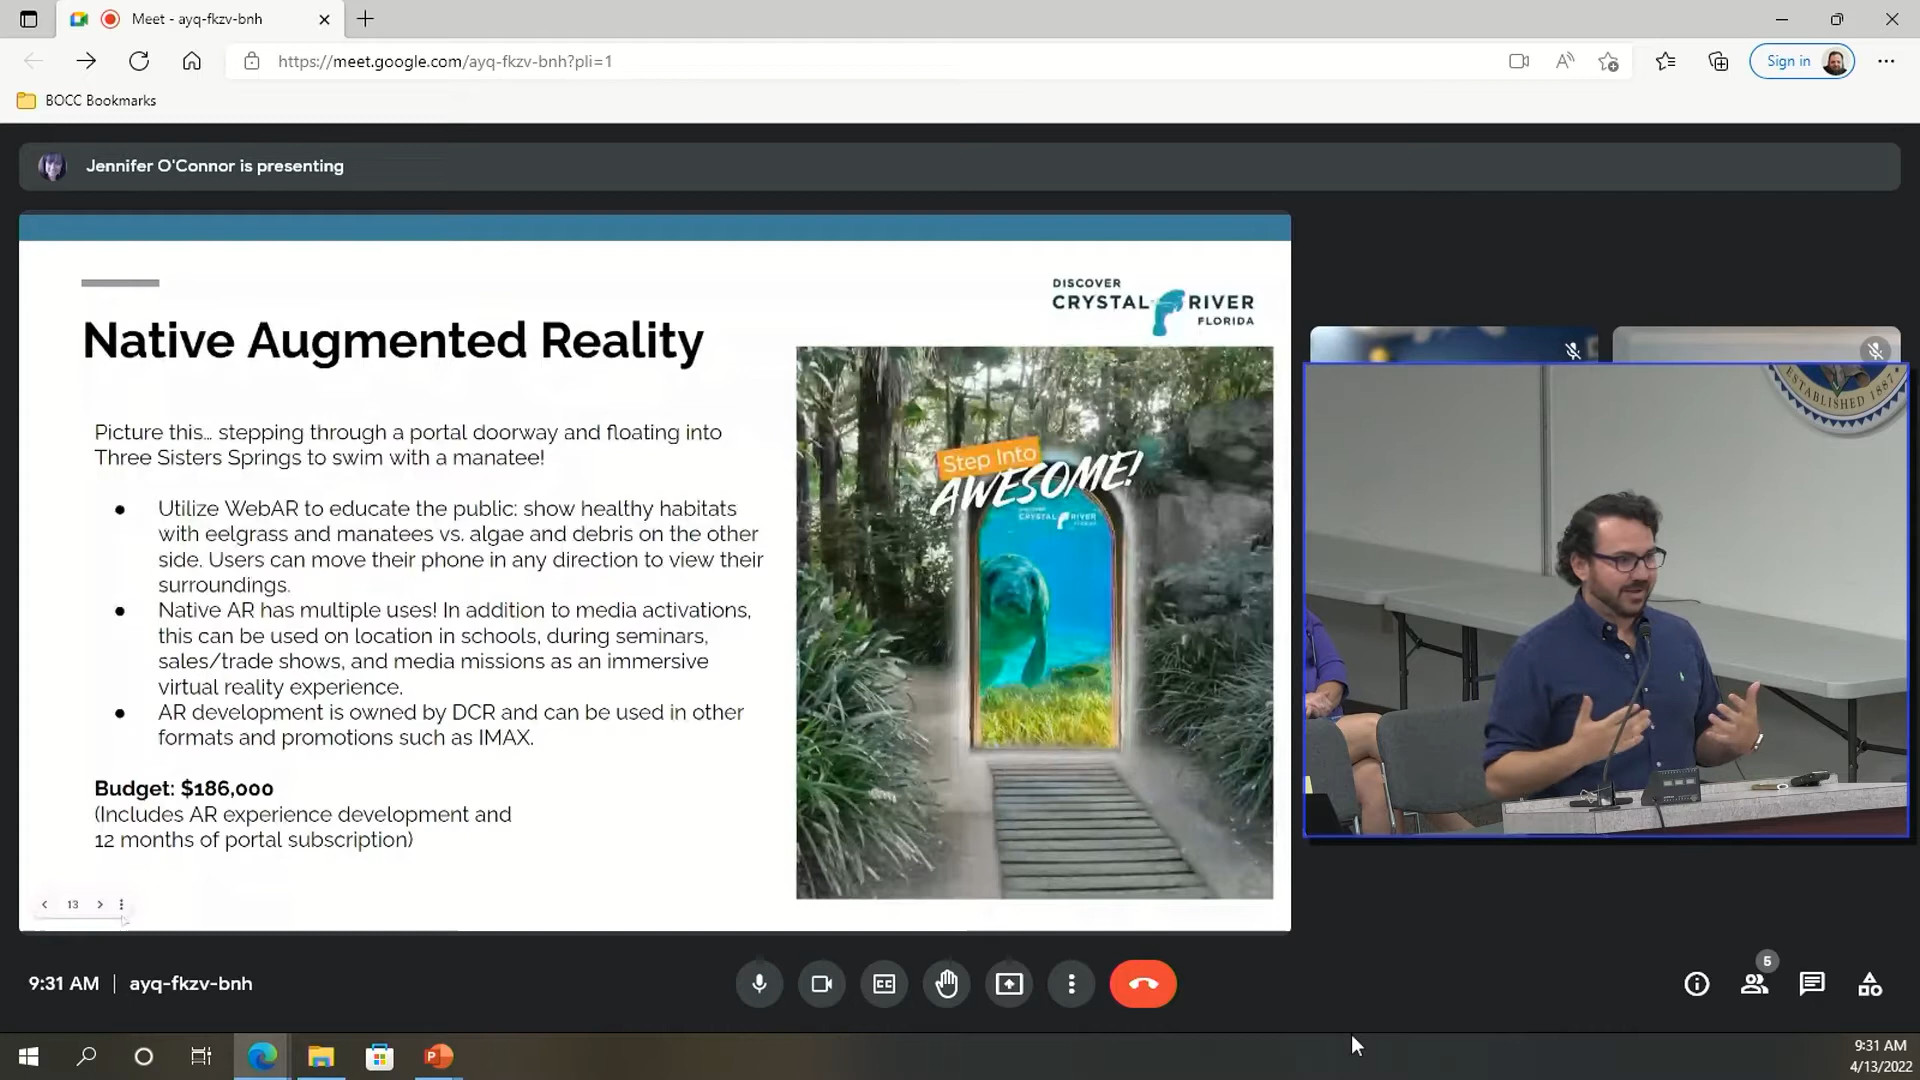 Meet - ayq-fkzv-bnh
https://meet.google.com/ayq-fkzv-bnh?pli=1
Sign in
BOCC Bookmarks
Jennifer O'Connor is presenting
DISCOVER
CRYSTAL RIVER
FLORIDA
Native Augmented Reality
Picture this... stepping through a portal doorway and floating into
Three Sisters Springs to swim with a manatee!
● Utilize WebAR to educate the public: show healthy habitats
with eelgrass and manatees vs. algae and debris on the other
side. Users can move their phone in any direction to view their
surroundings.
● Native AR has multiple uses! In addition to media activations,
this can be used on location in schools, during seminars,
sales/trade shows, and media missions as an immersive
virtual reality experience.
● AR development is owned by DCR and can be used in other
formats and promotions such as IMAX.
Budget: $186,000
(Includes AR experience development and
12 months of portal subscription)
Step Into
AWESOME!
DISCOVER
CRYSTAL RIVER
FLORIDA
ESTABLISHED 1887
13
9:31 AM | ayq-fkzv-bnh
CC
5
9:31 AM
4/13/2022